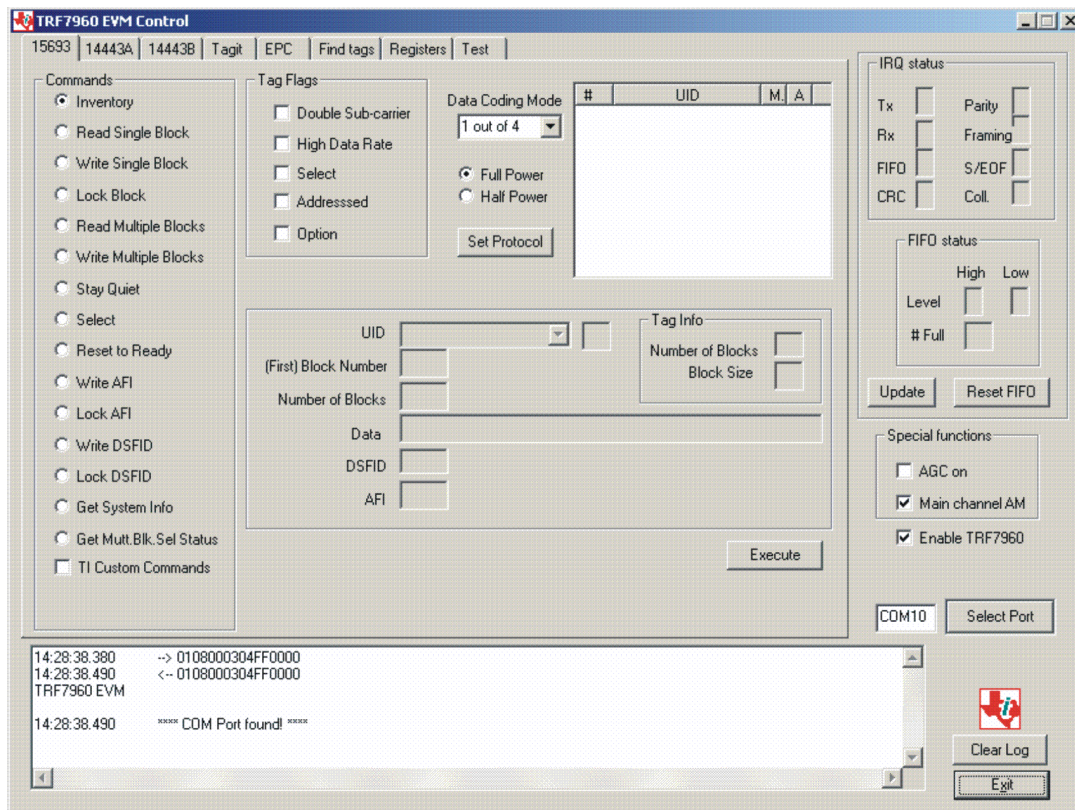 TRF7960 EVM Control
15693 14443A 14443B Tagit EPC Find tags Registers Test
Commands
Inventory
Read Single Block
Write Single Block
Lock Block
Read Multiple Blocks
Write Multiple Blocks
Stay Quiet
Select
Reset to Ready
Write AFI
Lock AFI
Write DSFID
Lock DSFID
Get System Info
Get Mutt.Blk.Sel Status
TI Custom Commands
Tag Flags
Double Sub-carrier
High Data Rate
Select
Addresssed
Option
Data Coding Mode
1 out of 4
Full Power
Half Power
Set Protocol
# UID M. A
UID
(First) Block Number
Number of Blocks
Data
DSFID
AFI
Tag Info
Number of Blocks
Block Size
Execute
IRQ status
Tx Parity
Rx Framing
FIFO S/EOF
CRC Coll.
FIFO status
High Low
Level
# Full
Update Reset FIFO
Special functions
AGC on
Main channel AM
Enable TRF7960
COM10 Select Port
14:28:38.380 --> 0108000304FF0000
14:28:38.490 <-- 0108000304FF0000
TRF7960 EVM
14:28:38.490 **** COM Port found! ****
Clear Log
Exit